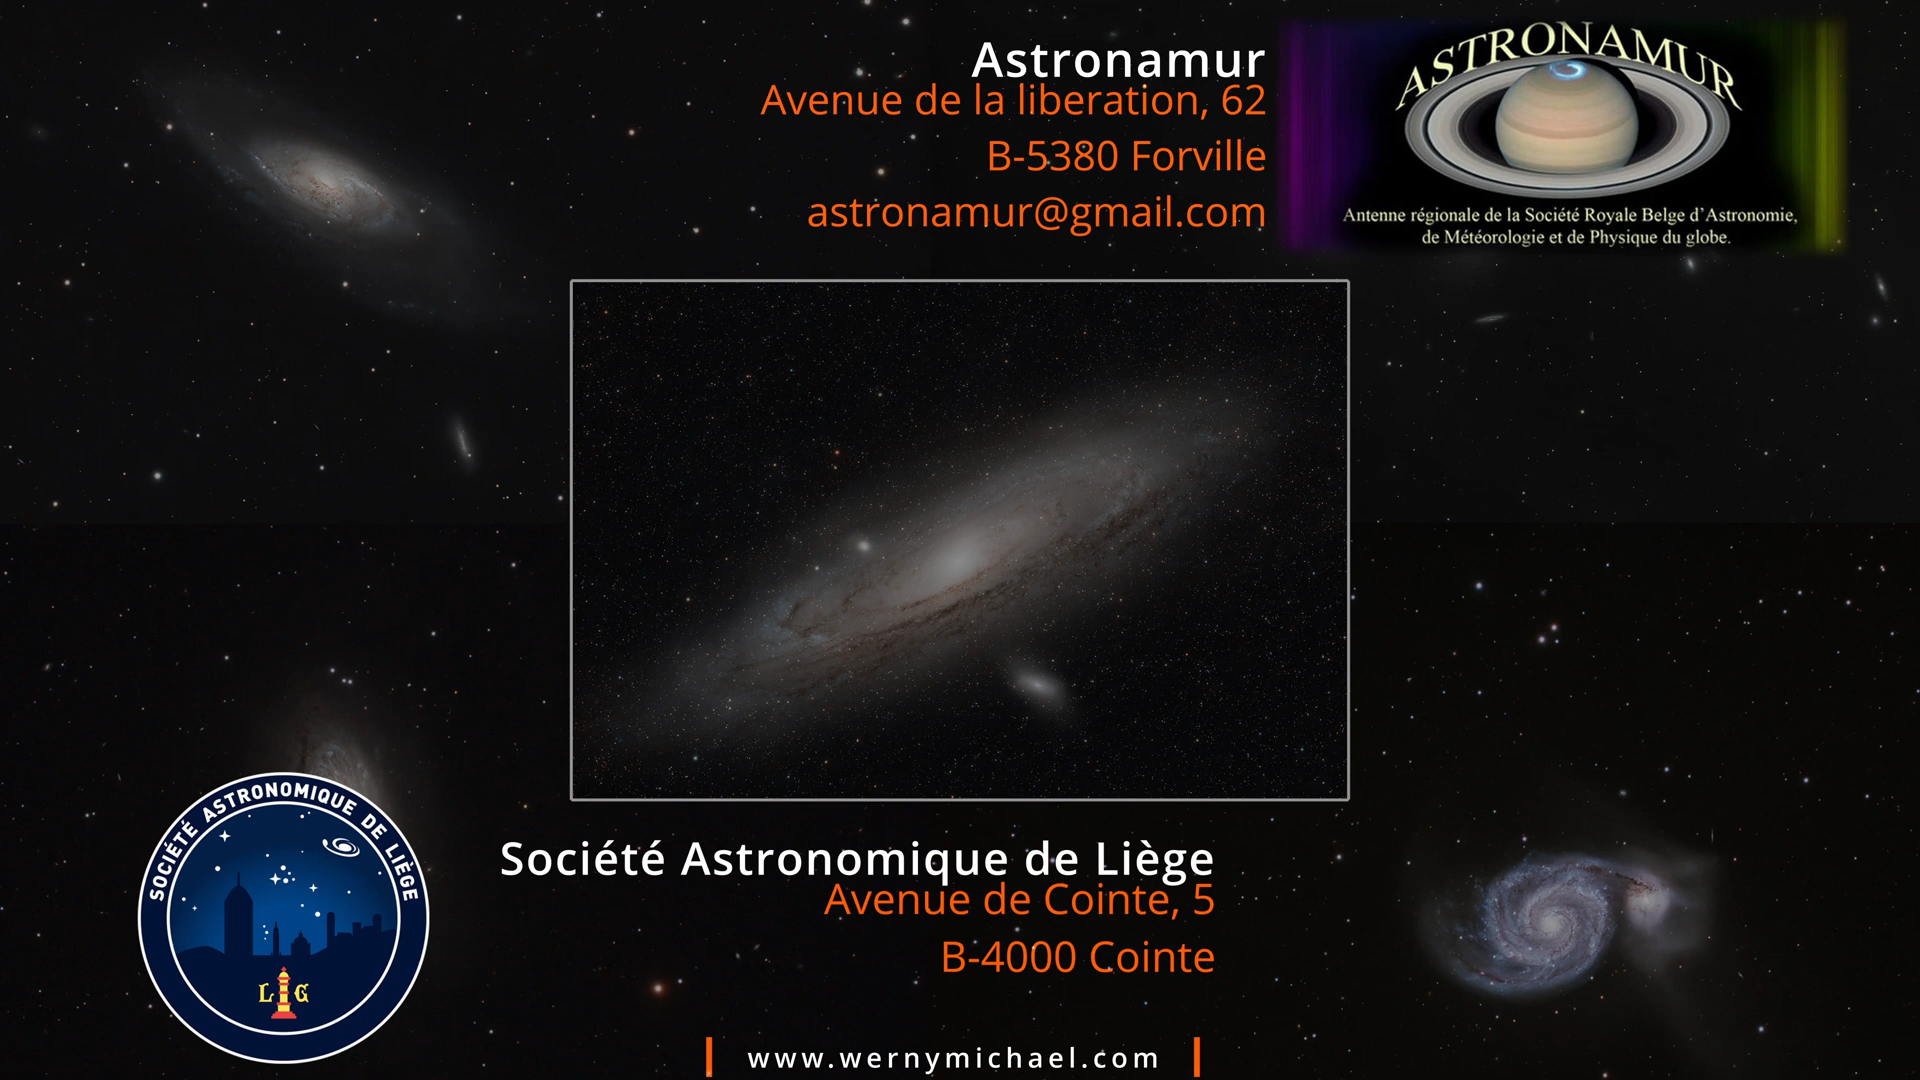 Astronamur
Avenue de la liberation, 62
B-5380 Forville
astronamur@gmail.com
ASTRONAMUR
Antenne régionale de la Société Royale Belge d'Astronomie,
de Météorologie et de Physique du globe.
SOCIÉTÉ ASTRONOMIQUE DE LIÈGE
L G
Société Astronomique de Liège
Avenue de Cointe, 5
B-4000 Cointe
www.wernymichael.com